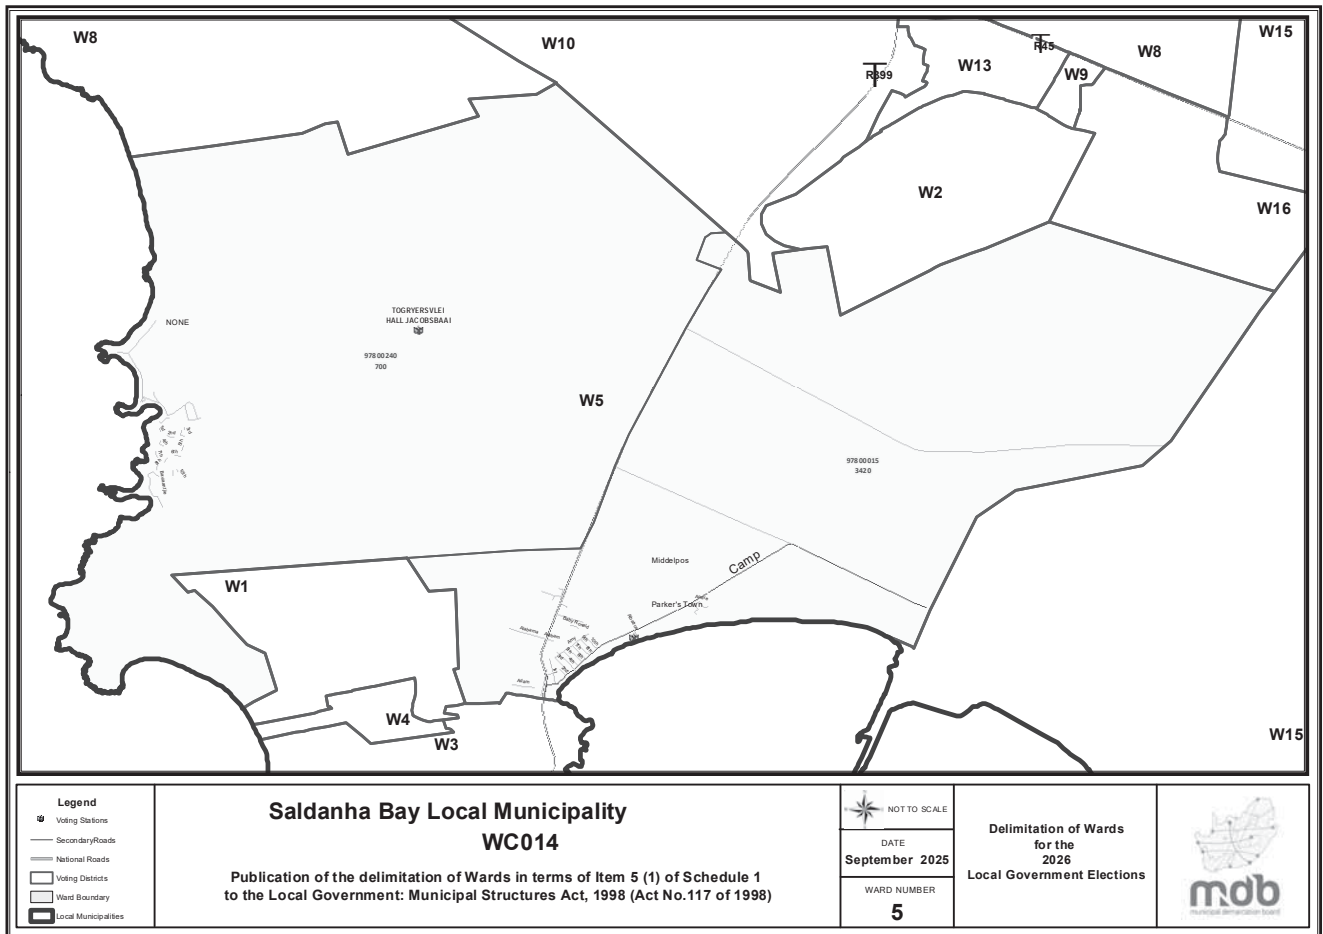 W8
W10
W15
R45
W8
W13
W9
R399
W2
W16
TOGRYERSVLEI
HALL JACOBSBAAI
NONE
97800240
700
W5
97800015
3420
Middelpos
Camp
W1
Parker's Town
W4
W3
W15
Legend
Voting Stations
SecondaryRoads
National Roads
Voting Districts
Ward Boundary
Local Municipalities
Saldanha Bay Local Municipality
WC014
Publication of the delimitation of Wards in terms of Item 5 (1) of Schedule 1
to the Local Government: Municipal Structures Act, 1998 (Act No.117 of 1998)
NOT TO SCALE
DATE
September 2025
WARD NUMBER
5
Delimitation of Wards
for the
2026
Local Government Elections
mdb
municipal demarcation board